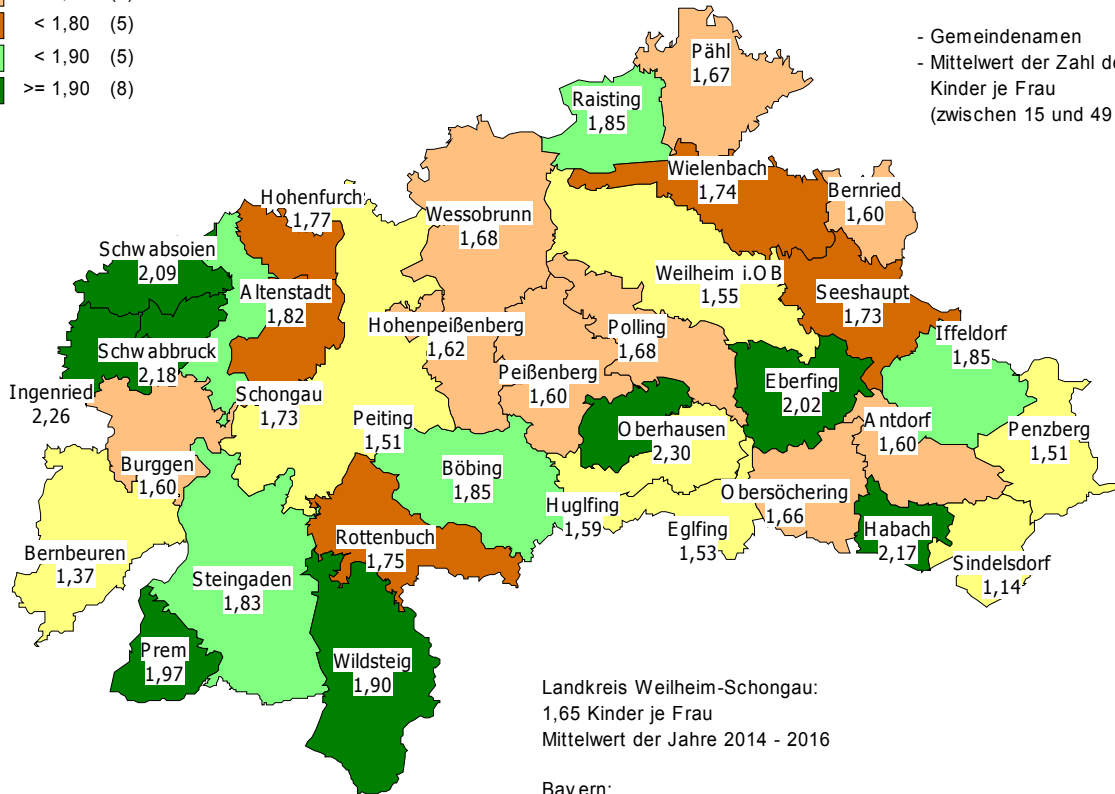 < 1,80 (5)
< 1,90 (5)
>= 1,90 (8)
- Gemeindenamen
- Mittelwert der Zahl de
Kinder je Frau
(zwischen 15 und 49
Pähl
1,67
Raisting
1,85
Wielenbach
1,74
Bernried
1,60
Hohenfurch
1,77
Wessobrunn
1,68
Schwabsoien
2,09
Weilheim i.OB
1,55
Altenstadt
1,82
Seeshaupt
1,73
Hohenpeißenberg
1,62
Polling
1,68
Iffeldorf
1,85
Schwabbruck
2,18
Peißenberg
1,60
Eberfing
2,02
Ingenried
2,26
Schongau
1,73
Peiting
1,51
Oberhausen
2,30
Antdorf
1,60
Penzberg
1,51
Burggen
1,60
Böbing
1,85
Huglfing
1,59
Obersöchering
1,66
Habach
2,17
Eglfing
1,53
Rottenbuch
1,75
Bernbeuren
1,37
Sindelsdorf
1,14
Steingaden
1,83
Prem
1,97
Wildsteig
1,90
Landkreis Weilheim-Schongau:
1,65 Kinder je Frau
Mittelwert der Jahre 2014 - 2016
Bayern: